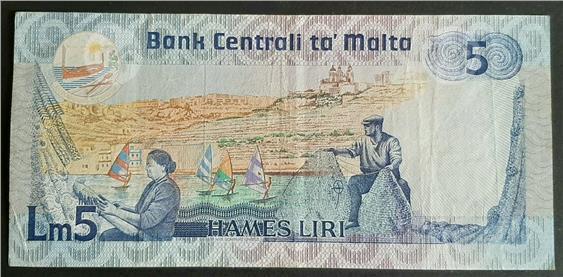 Bank Centrali ta' Malta
5
Lm5
ĦAMES LIRI